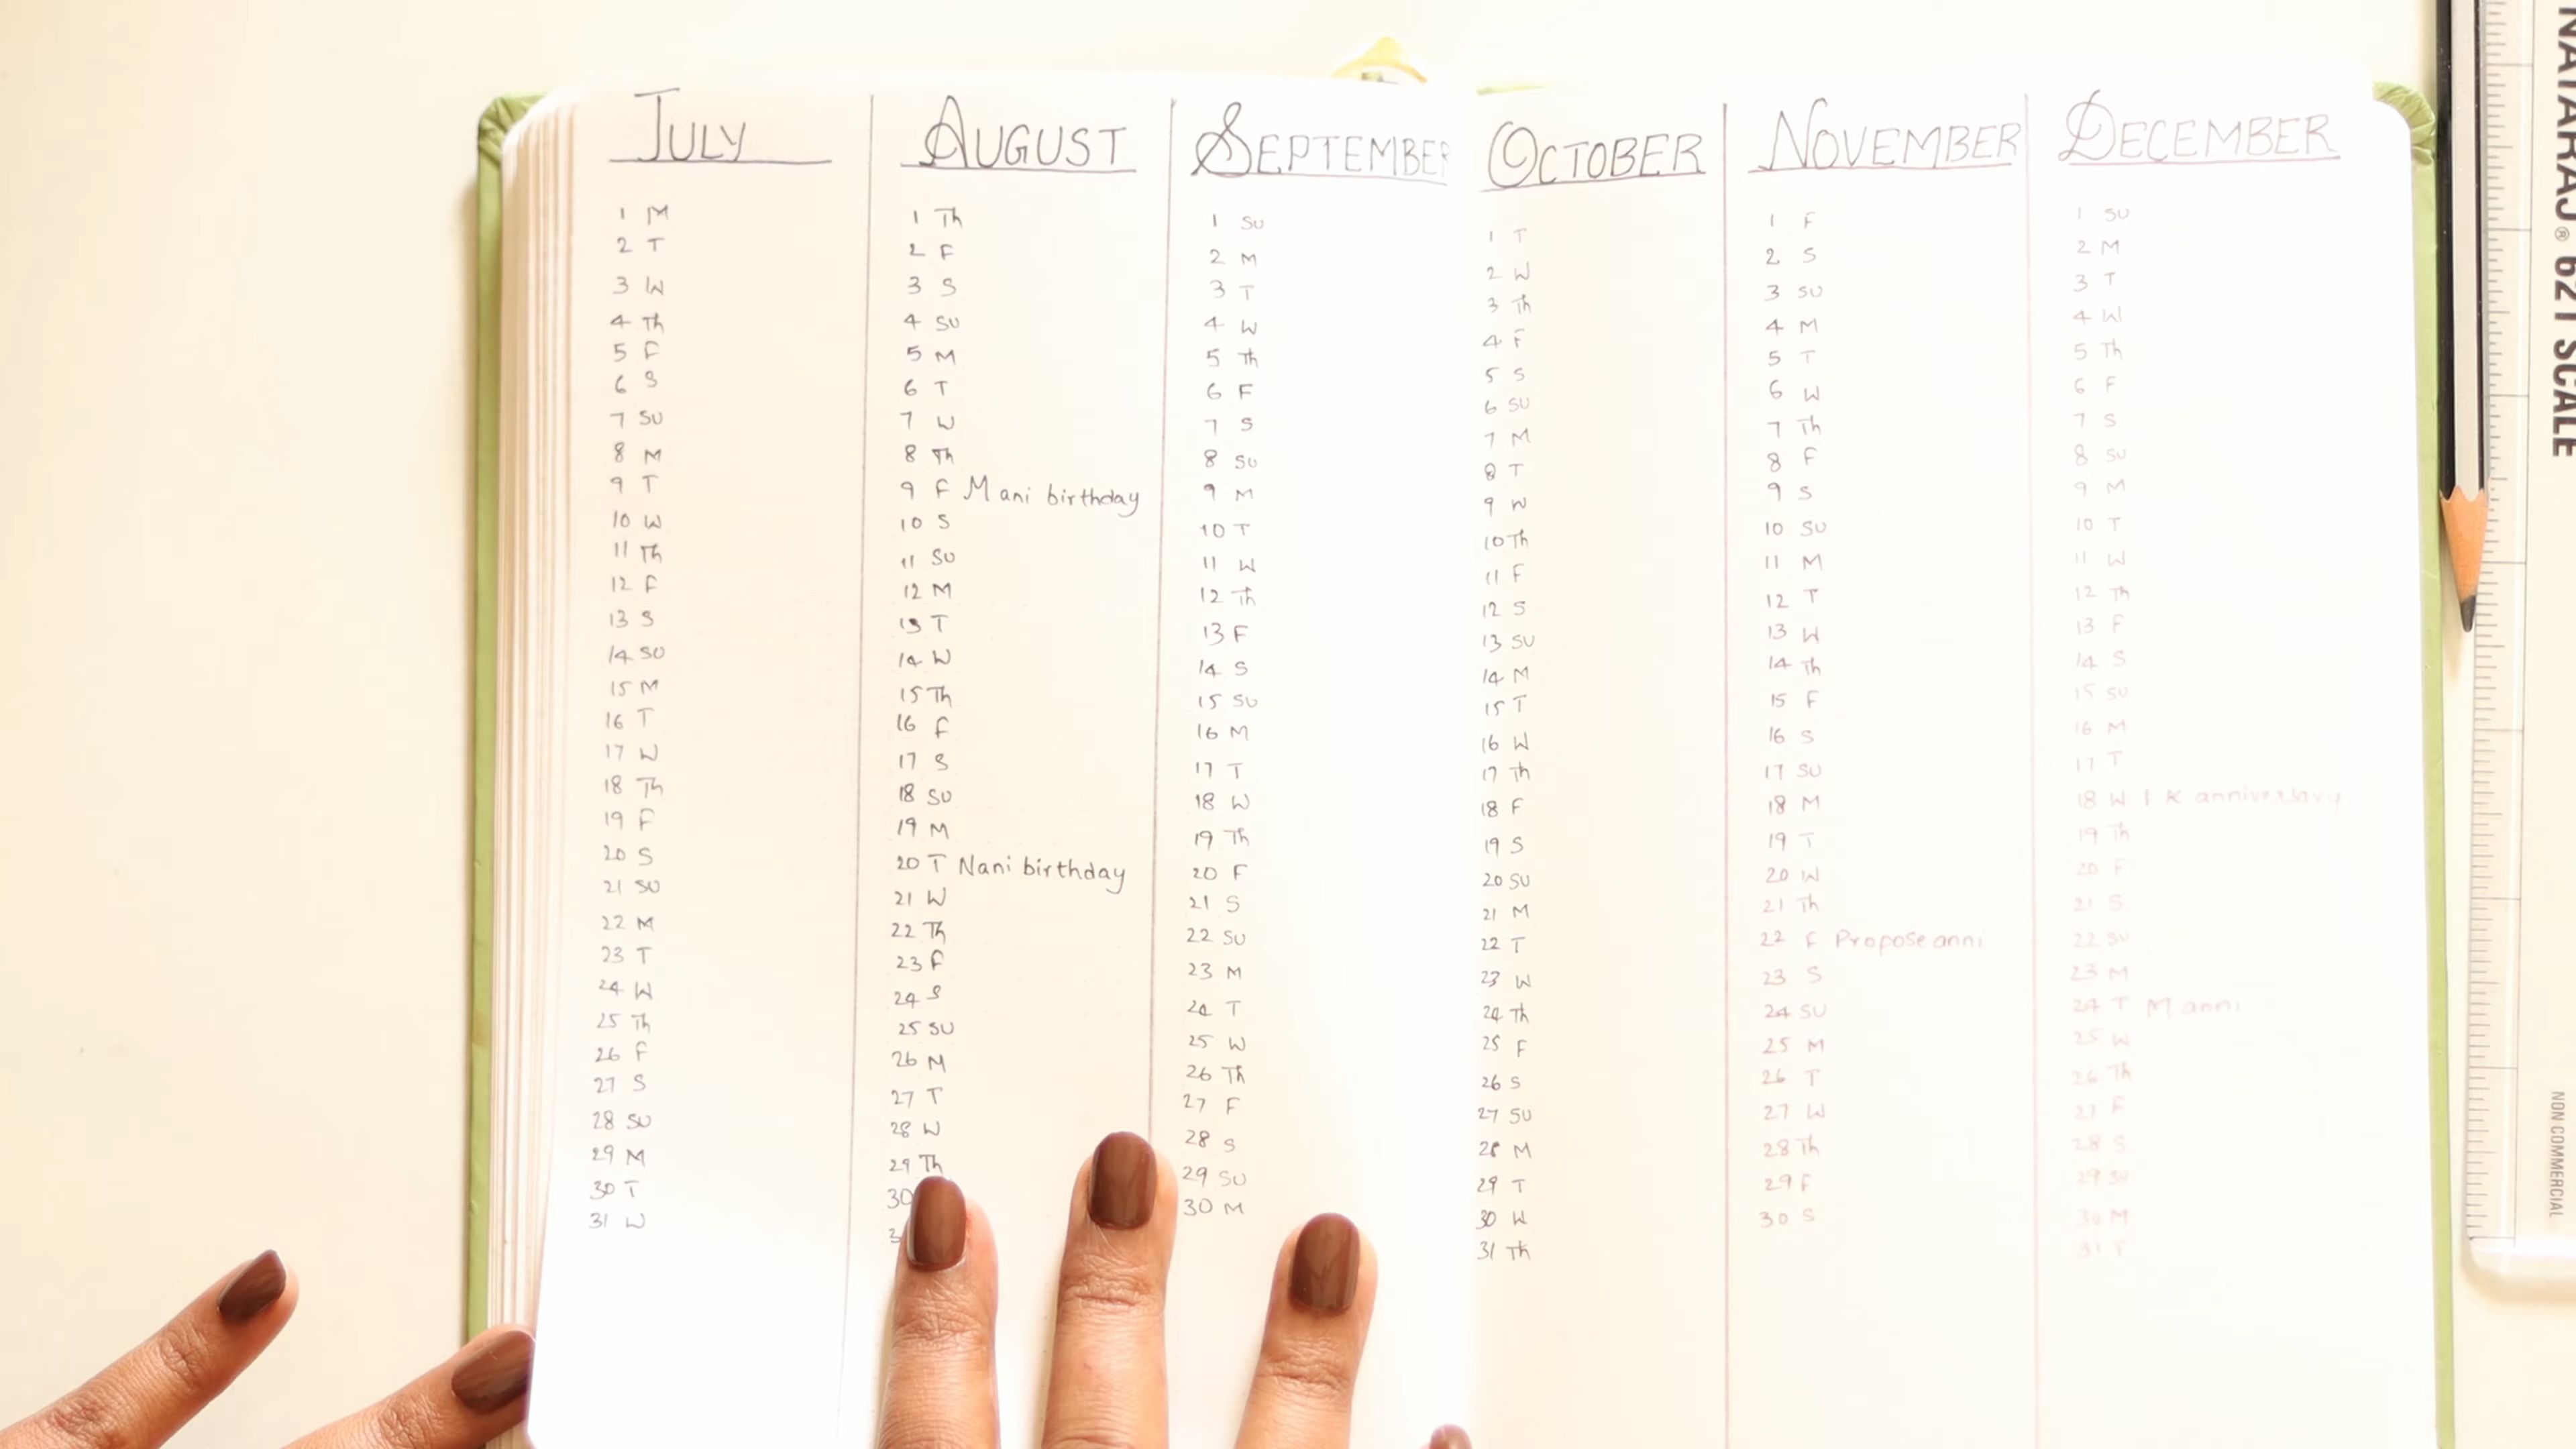 JULY
1 M
2 T
3 W
4 Th
5 F
6 S
7 SU
8 M
9 T
10 W
11 Th
12 F
13 S
14 SU
15 M
16 T
17 W
18 Th
19 F
20 S
21 SU
22 M
23 T
24 W
25 Th
26 F
27 S
28 SU
29 M
30 T
31 W
AUGUST
1 Th
2 F
3 S
4 SU
5 M
6 T
7 W
8 Th
9 F Mani birthday
10 S
11 SU
12 M
13 T
14 W
15 Th
16 F
17 S
18 SU
19 M
20 T Nani birthday
21 W
22 Th
23 F
24 S
25 SU
26 M
27 T
28 W
29 Th
30
SEPTEMBER
1 SU
2 M
3 T
4 W
5 Th
6 F
7 S
8 SU
9 M
10 T
11 W
12 Th
13 F
14 S
15 SU
16 M
17 T
18 W
19 Th
20 F
21 S
22 SU
23 M
24 T
25 W
26 Th
27 F
28 S
29 SU
30 M
OCTOBER
1 T
2 W
3 Th
4 F
5 S
6 SU
7 M
8 T
9 W
10 Th
11 F
12 S
13 SU
14 M
15 T
16 W
17 Th
18 F
19 S
20 SU
21 M
22 T
23 W
24 Th
25 F
26 S
27 SU
28 M
29 T
30 W
31 Th
NOVEMBER
1 F
2 S
3 SU
4 M
5 T
6 W
7 Th
8 F
9 S
10 SU
11 M
12 T
13 W
14 Th
15 F
16 S
17 SU
18 M
19 T
20 W
21 Th
22 F Propose anni
23 S
24 SU
25 M
26 T
27 W
28 Th
29 F
30 S
DECEMBER
1 SU
2 M
3 T
4 W
5 Th
6 F
7 S
8 SU
9 M
10 T
11 W
12 Th
13 F
14 S
15 SU
16 M
17 T
18 W 1 K anniversary
19 Th
20 F
21 S
22 SU
23 M
24 T M anni
25 W
26 Th
27 F
28 S
29 SU
30 M
31 T
NATARAJ® 621 SCALE
NON COMMERCIAL